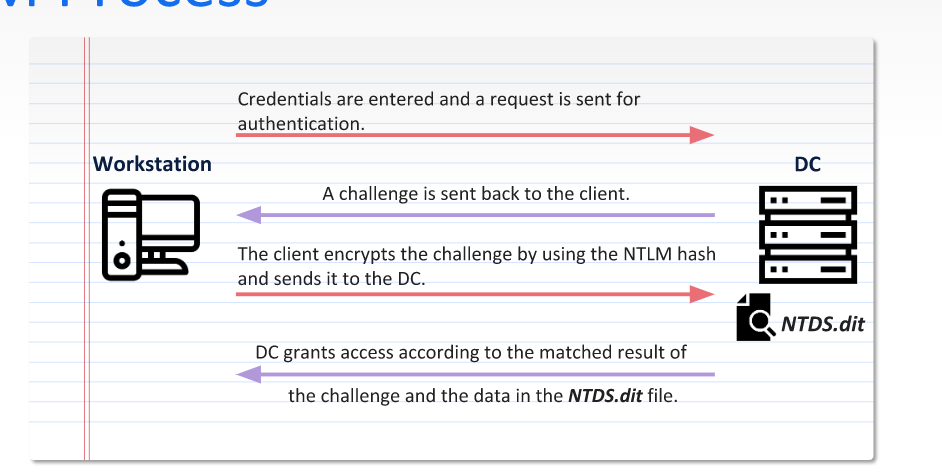 Process
Credentials are entered and a request is sent for
authentication.
Workstation
DC
A challenge is sent back to the client.
The client encrypts the challenge by using the NTLM hash
and sends it to the DC.
NTDS.dit
DC grants access according to the matched result of
the challenge and the data in the NTDS.dit file.